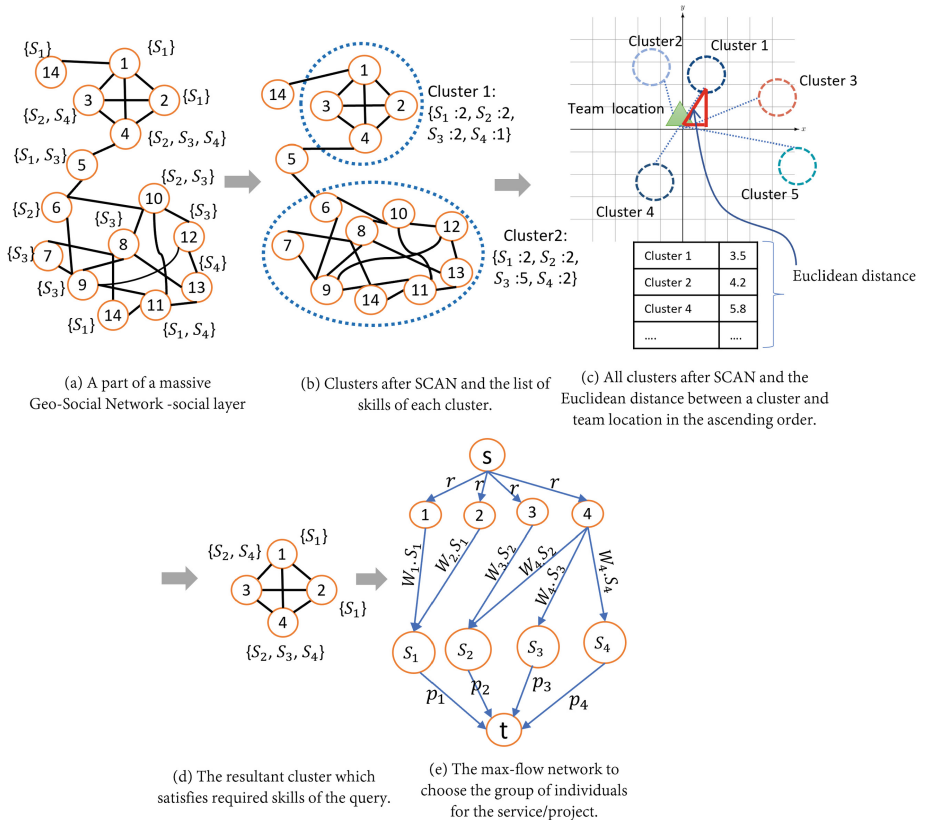 {S₁}
{S₁}
14
1
3
2
{S₁}
{S₂, S₄}
4
{S₂, S₃, S₄}
{S₁, S₃}
5
{S₂, S₃}
{S₂}
6
10
{S₃}
{S₃}
8
12
{S₃}
7
{S₄}
{S₃}
9
13
14
11
{S₁}
{S₁, S₄}
(a) A part of a massive
Geo-Social Network -social layer
1
14
3
2
4
5
Cluster 1:
{S₁ :2, S₂ :2,
S₃ :2, S₄ :1}
6
10
7
8
12
13
9
14
11
Cluster2:
{S₁ :2, S₂ :2,
S₃ :5, S₄ :2}
(b) Clusters after SCAN and the list of
skills of each cluster.
y
Cluster2
Cluster 1
Cluster 3
Team location
x
Cluster 4
Cluster 5
Cluster 1 3.5
Cluster 2 4.2
Cluster 4 5.8
.... ....
Euclidean distance
(c) All clusters after SCAN and the
Euclidean distance between a cluster and
team location in the ascending order.
{S₁}
{S₂, S₄}
1
3
2
{S₁}
4
{S₂, S₃, S₄}
(d) The resultant cluster which
satisfies required skills of the query.
s
r r r r
1 2 3 4
W₁.S₁ W₂.S₁ W₃.S₂ W₄.S₂ W₄.S₃ W₄.S₄
S₁ S₂ S₃ S₄
p₁ p₂ p₃ p₄
t
(e) The max-flow network to
choose the group of individuals
for the service/project.